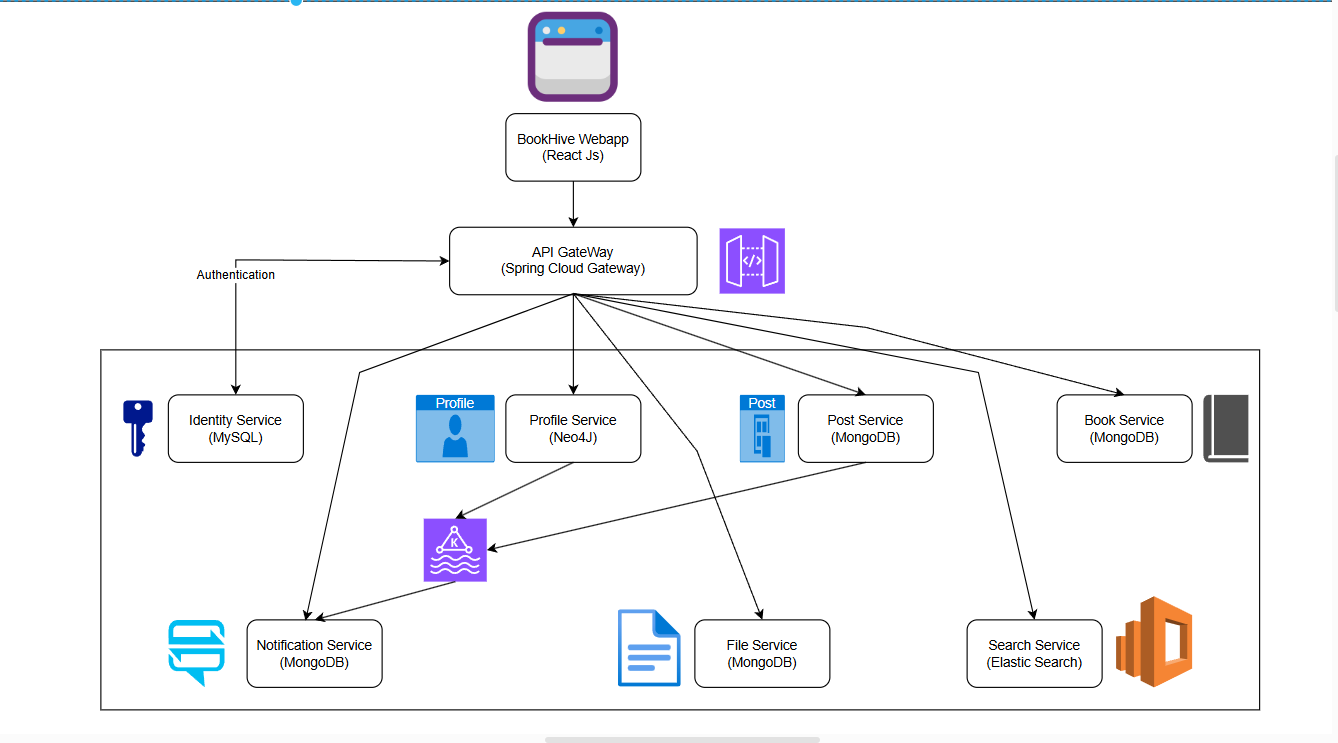 BookHive Webapp
(React Js)
API GateWay
(Spring Cloud Gateway)
</>
Authentication
Identity Service
(MySQL)
Profile
Profile Service
(Neo4J)
Post
Post Service
(MongoDB)
Book Service
(MongoDB)
K
Notification Service
(MongoDB)
File Service
(MongoDB)
Search Service
(Elastic Search)